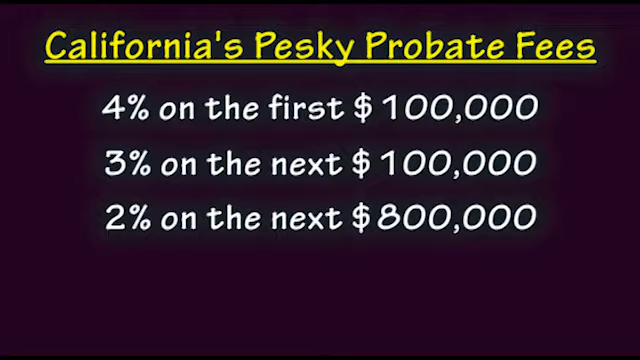 California's Pesky Probate Fees
4% on the first $100,000
3% on the next $100,000
2% on the next $800,000